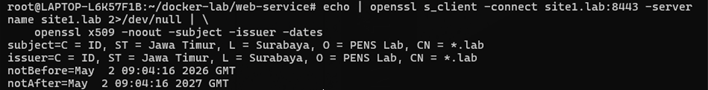 root@LAPTOP-L6K57F1B:~/docker-lab/web-service# echo | openssl s_client -connect site1.lab:8443 -server
name site1.lab 2>/dev/null | \
    openssl x509 -noout -subject -issuer -dates
subject=C = ID, ST = Jawa Timur, L = Surabaya, O = PENS Lab, CN = *.lab
issuer=C = ID, ST = Jawa Timur, L = Surabaya, O = PENS Lab, CN = *.lab
notBefore=May  2 09:04:16 2026 GMT
notAfter=May  2 09:04:16 2027 GMT